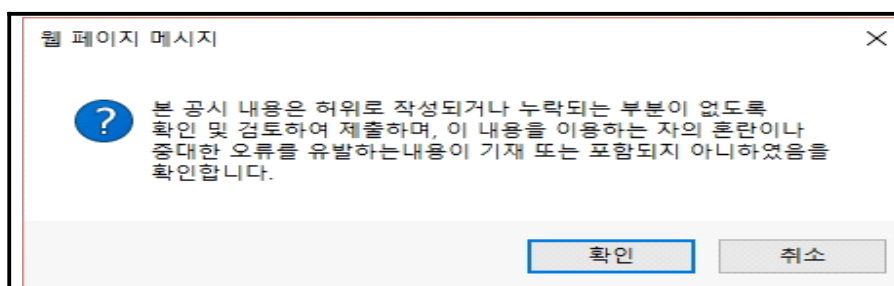 웹 페이지 메시지
본 공시 내용은 허위로 작성되거나 누락되는 부분이 없도록
확인 및 검토하여 제출하며, 이 내용을 이용하는 자의 혼란이나
중대한 오류를 유발하는내용이 기재 또는 포함되지 아니하였음을
확인합니다.
확인 취소